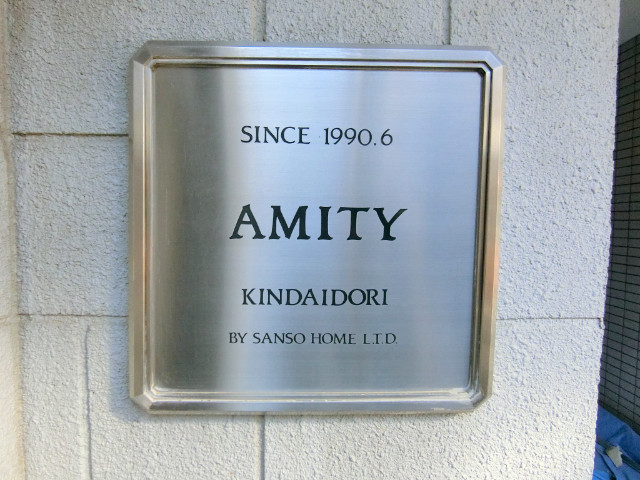 SINCE 1990.6
AMITY
KINDAIDORI
BY SANSO HOME L.T.D.